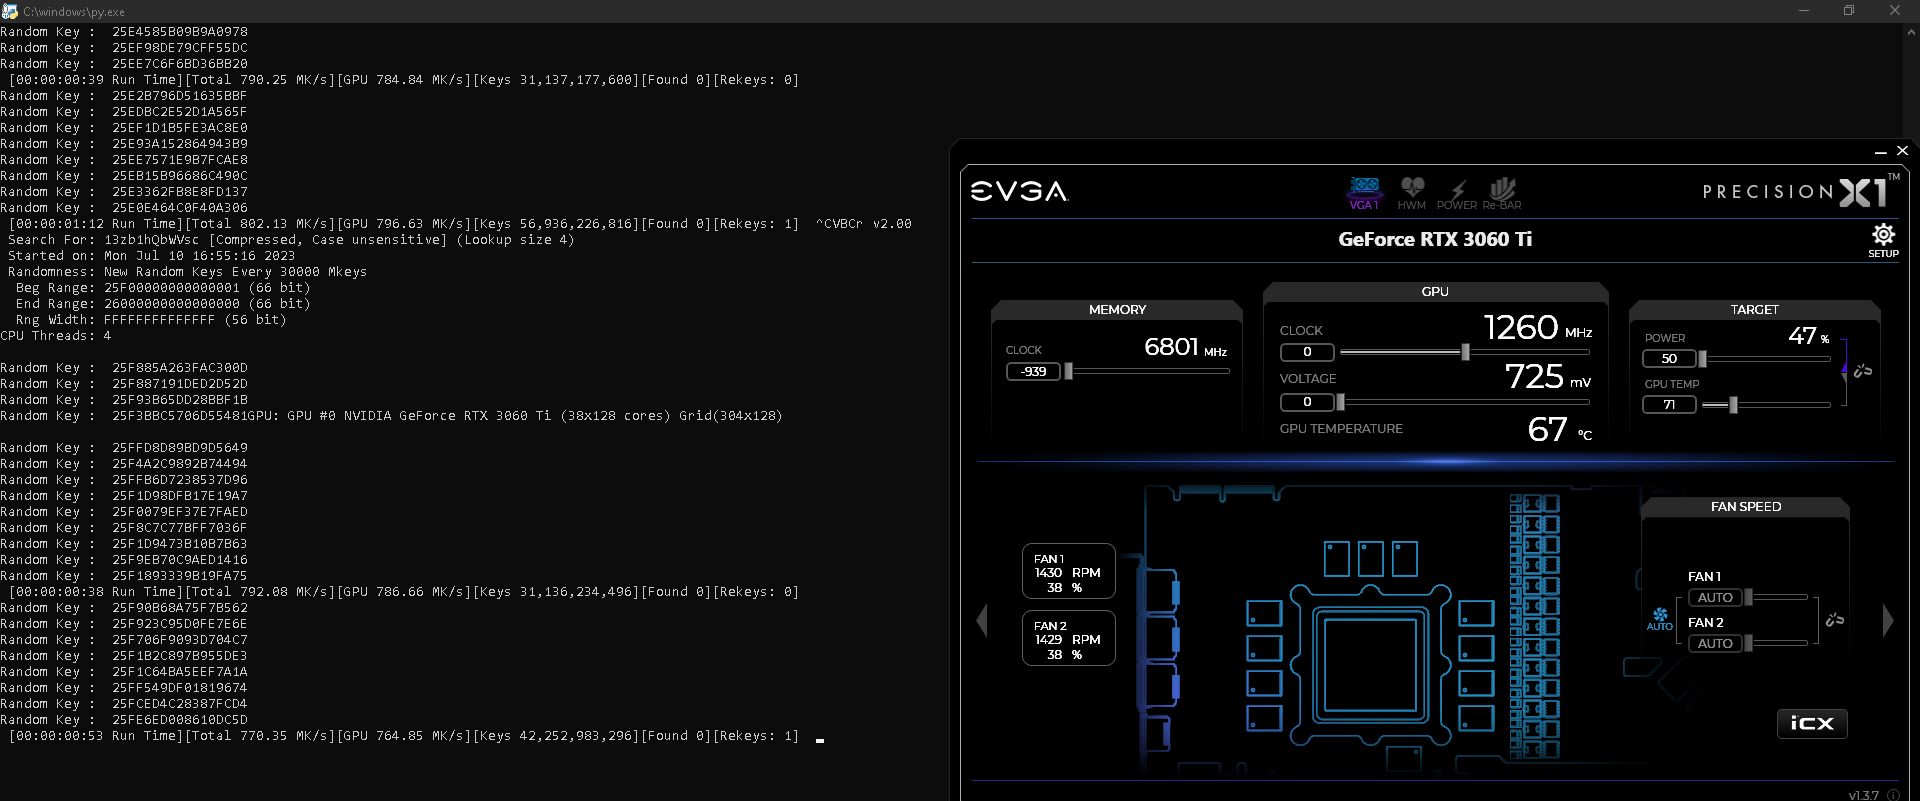 C:\windows\py.exe
Random Key :  25E4585B09B9A0978
Random Key :  25EF98DE79CFF55DC
Random Key :  25EE7C6F6BD36BB20
[00:00:00:39 Run Time][Total 790.25 MK/s][GPU 784.84 MK/s][Keys 31,137,177,600][Found 0][Rekeys: 0]
Random Key :  25E2B796D51635BBF
Random Key :  25EDBC2E52D1A565F
Random Key :  25EF1D1B5FE3AC8E0
Random Key :  25E93A152864943B9
Random Key :  25EE7571E9B7FCAE8
Random Key :  25EB15B96686C490C
Random Key :  25E3362FB8E8FD137
Random Key :  25E0E464C0F40A306
[00:00:01:12 Run Time][Total 802.13 MK/s][GPU 796.63 MK/s][Keys 56,936,226,816][Found 0][Rekeys: 1]  ^CVBCr v2.00
Search For: 13zb1hQbWVsc [Compressed, Case unsensitive] (Lookup size 4)
Started on: Mon Jul 10 16:55:16 2023
Randomness: New Random Keys Every 30000 Mkeys
Beg Range: 25F00000000000001 (66 bit)
End Range: 26000000000000000 (66 bit)
Rng Width: FFFFFFFFFFFFFF (56 bit)
CPU Threads: 4
Random Key :  25F885A263FAC300D
Random Key :  25F887191DED2D52D
Random Key :  25F93B65DD28BBF1B
Random Key :  25F3BBC5706D55481GPU: GPU #0 NVIDIA GeForce RTX 3060 Ti (38x128 cores) Grid(304x128)
Random Key :  25FFD8D89BD9D5649
Random Key :  25F4A2C9892B74494
Random Key :  25FFB6D7238537D96
Random Key :  25F1D98DFB17E19A7
Random Key :  25F0079EF37E7FAED
Random Key :  25F8C7C77BFF7036F
Random Key :  25F1D9473B10B7B63
Random Key :  25F9EB70C9AED1416
Random Key :  25F1893339B19FA75
[00:00:00:38 Run Time][Total 792.08 MK/s][GPU 786.66 MK/s][Keys 31,136,234,496][Found 0][Rekeys: 0]
Random Key :  25F90B68A75F7B562
Random Key :  25F923C95D0FE7E6E
Random Key :  25F706F9093D704C7
Random Key :  25F1B2C897B955DE3
Random Key :  25F1C64BA5EEF7A1A
Random Key :  25FF549DF01819674
Random Key :  25FCED4C28387FCD4
Random Key :  25FE6ED008610DC5D
[00:00:00:53 Run Time][Total 770.35 MK/s][GPU 764.85 MK/s][Keys 42,252,983,296][Found 0][Rekeys: 1]
EVGA
VGA 1 HWM POWER Re-BAR
PRECISION X1™
GeForce RTX 3060 Ti
SETUP
MEMORY
CLOCK
6801 MHz
-939
GPU
CLOCK
1260 MHz
0
VOLTAGE
725 mV
0
GPU TEMPERATURE
67 °C
TARGET
POWER
47 %
50
GPU TEMP
71
FAN 1
1430 RPM
38 %
FAN 2
1429 RPM
38 %
FAN SPEED
FAN 1
AUTO
AUTO
FAN 2
AUTO
iCX
v1.3.7